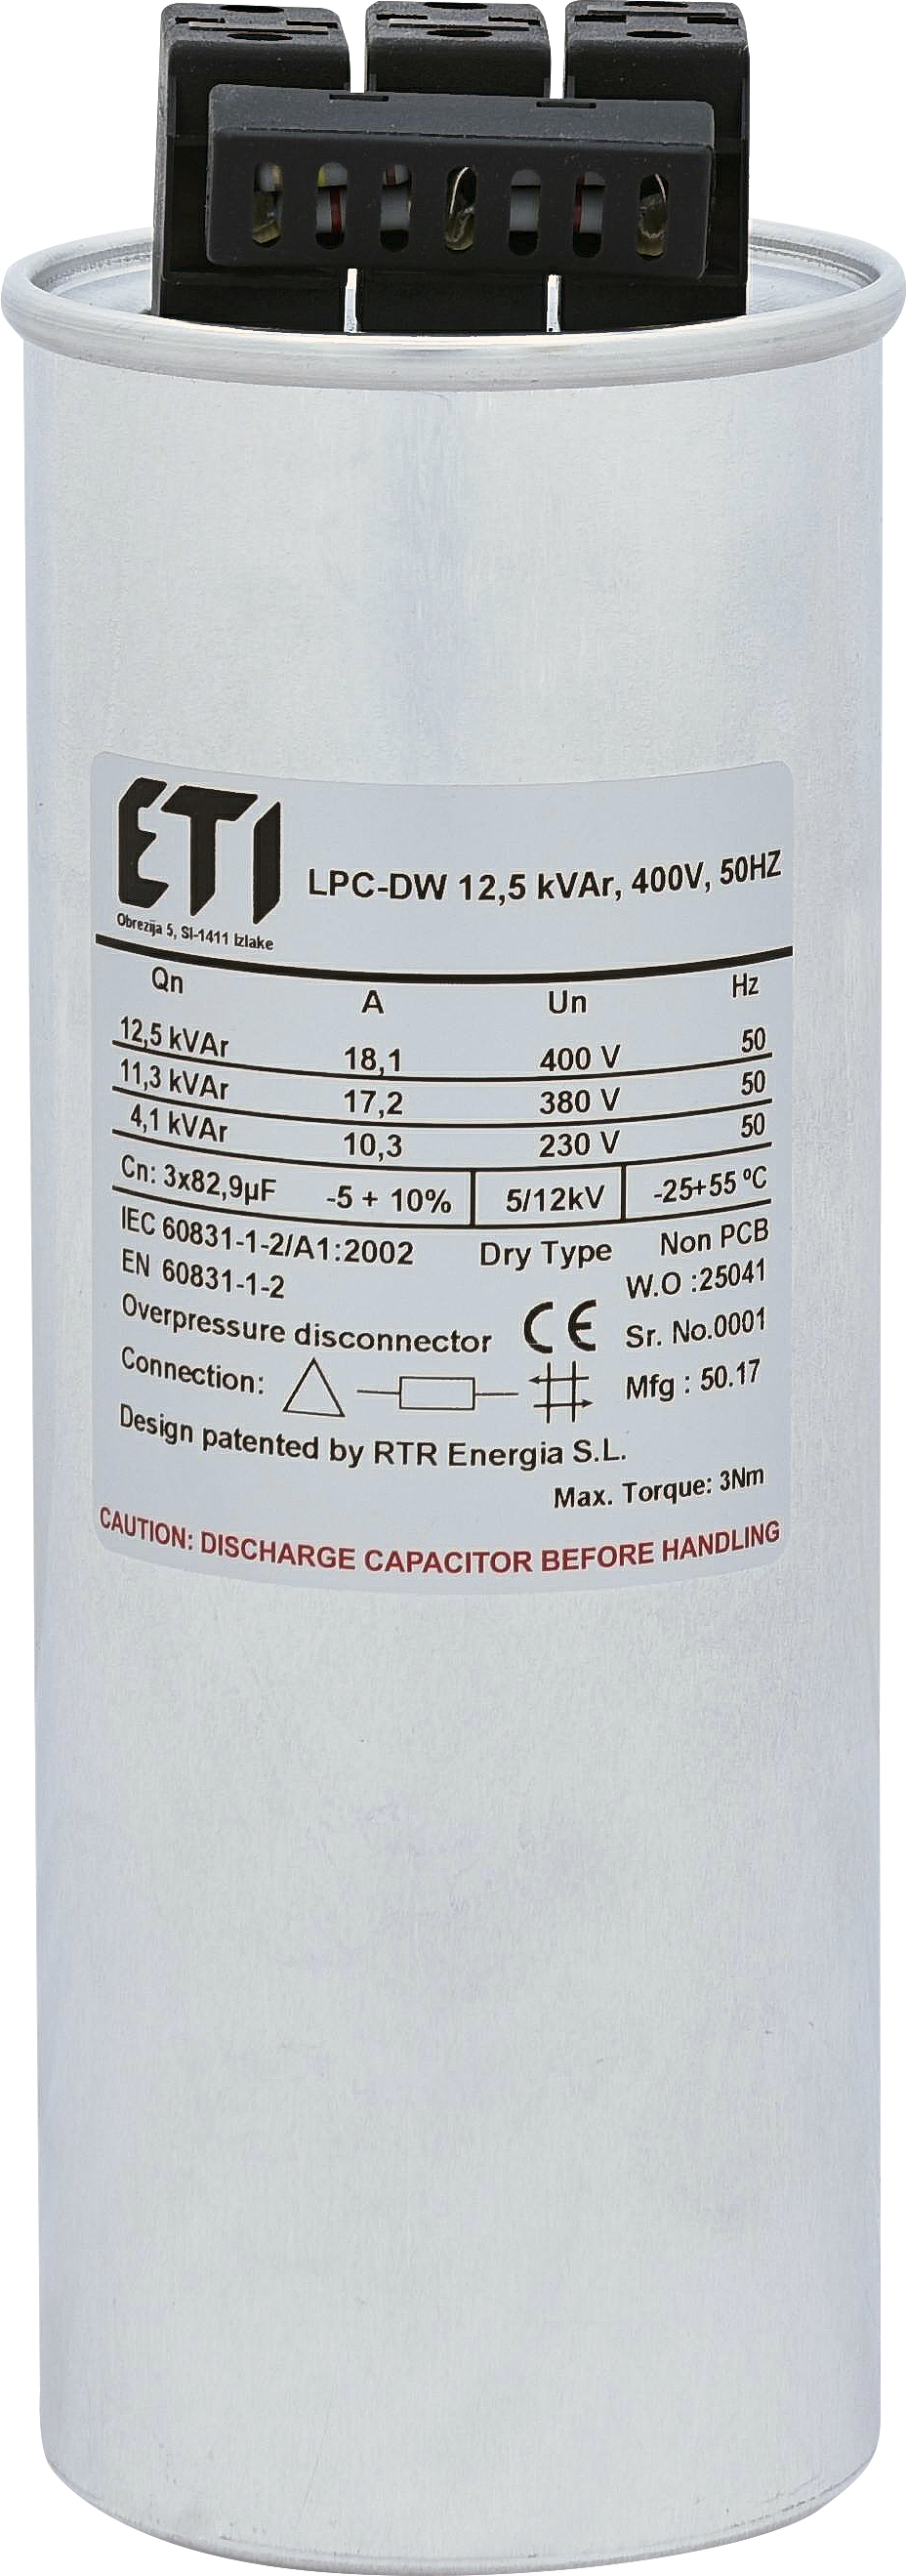 ETI
Obrezija 5, SI-1411 Izlake
LPC-DW 12,5 kVAr, 400V, 50HZ
Qn A Un Hz
12,5 kVAr 18,1 400 V 50
11,3 kVAr 17,2 380 V 50
4,1 kVAr 10,3 230 V 50
Cn: 3x82,9µF -5 + 10% 5/12kV -25+55 ºC
IEC 60831-1-2/A1:2002 Dry Type Non PCB
EN 60831-1-2 W.O :25041
Overpressure disconnector CE Sr. No.0001
Connection: Mfg : 50.17
Design patented by RTR Energia S.L.
Max. Torque: 3Nm
CAUTION: DISCHARGE CAPACITOR BEFORE HANDLING